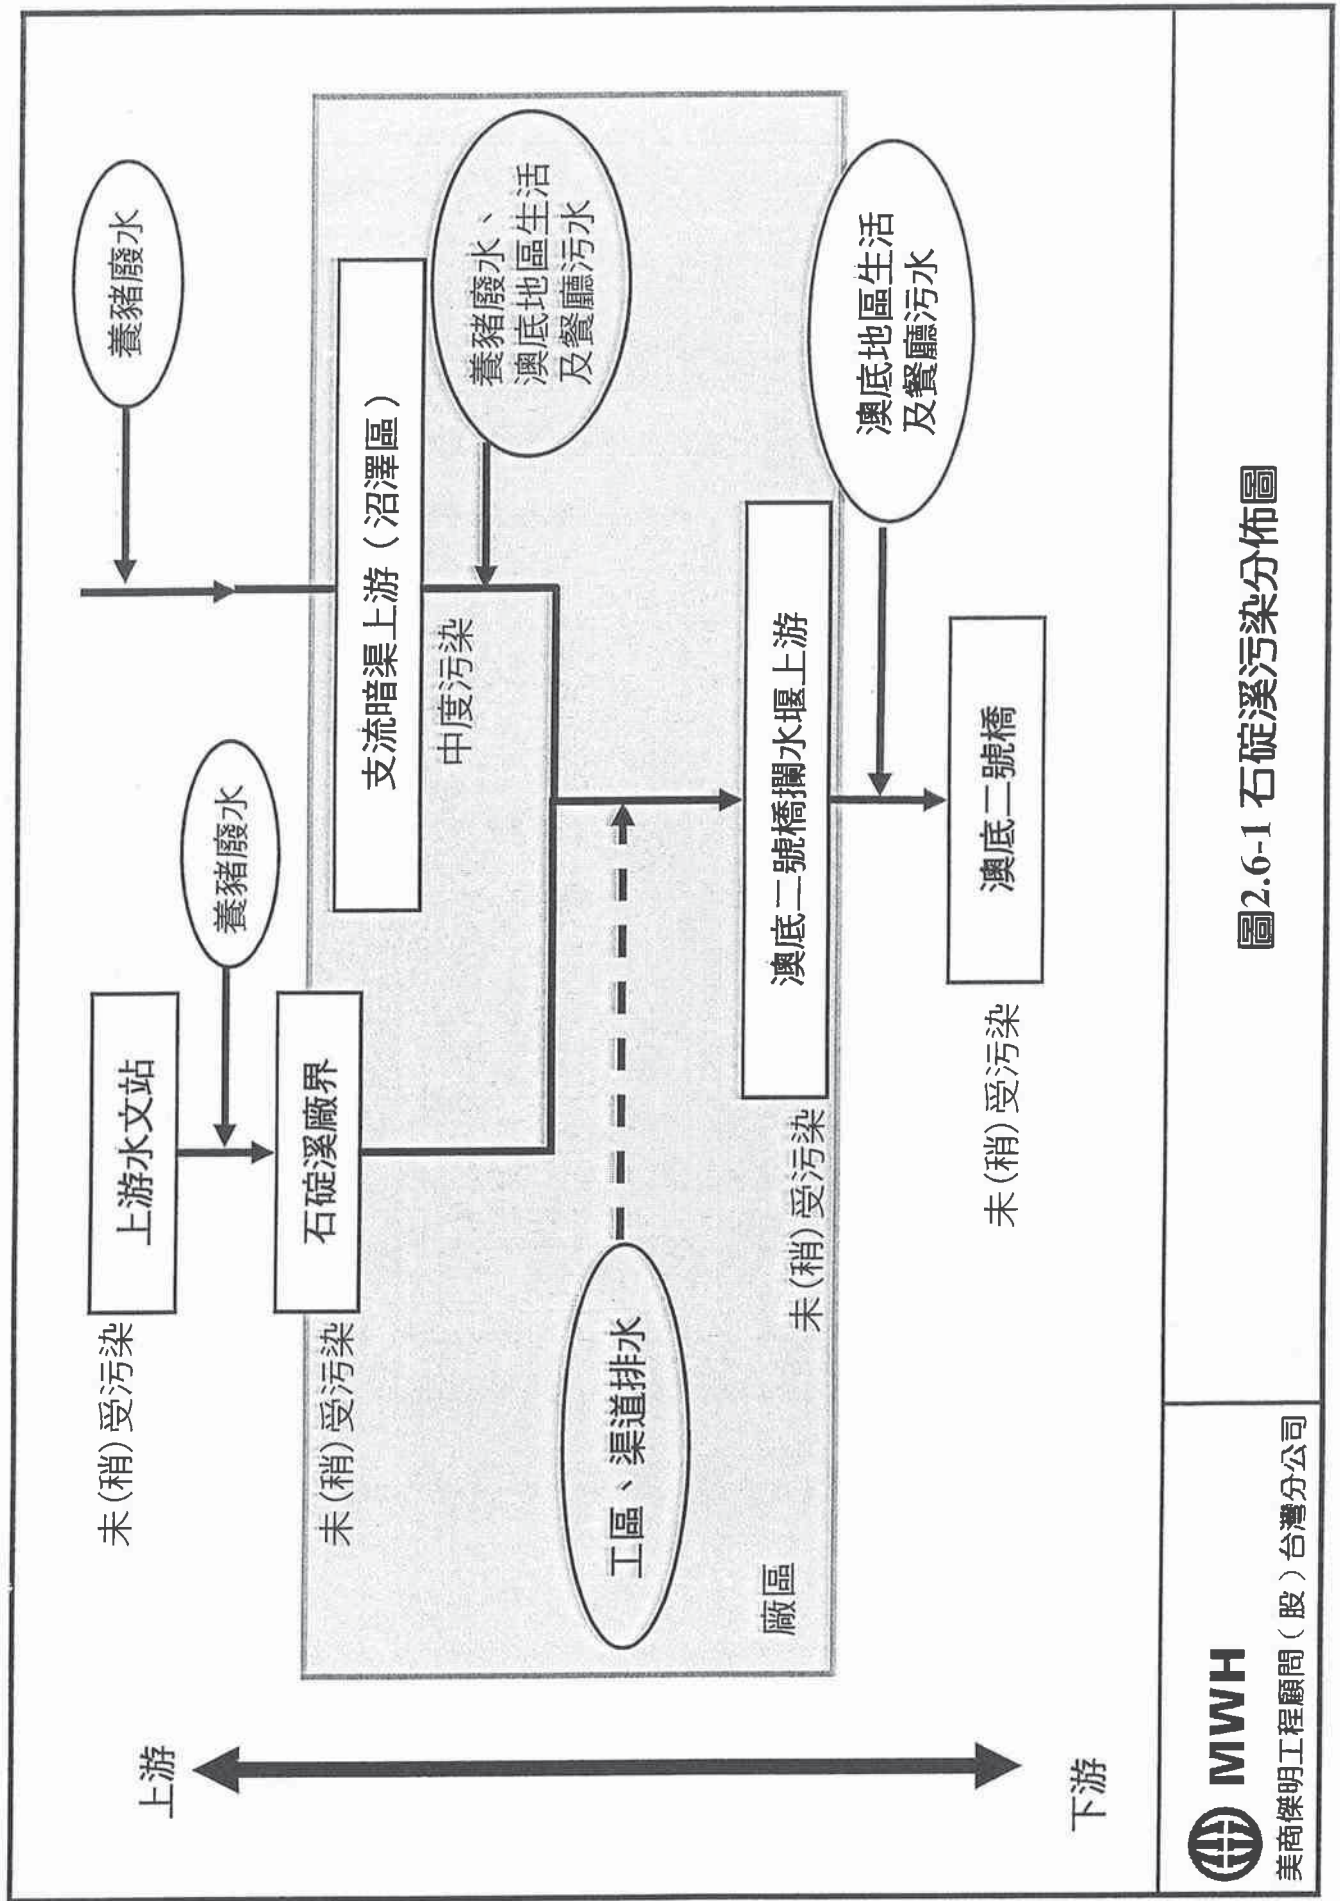 上游
未(稍)受污染
上游水文站
養豬廢水
養豬廢水
未(稍)受污染
石碇溪廠界
支流暗渠上游（沼澤區）
中度污染
養豬廢水、
澳底地區生活
及餐廳污水
工區、渠道排水
廠區
未(稍)受污染
澳底二號橋攔水堰上游
澳底地區生活
及餐廳污水
未(稍)受污染
澳底二號橋
下游
MWH
美商傑明工程顧問（股）台灣分公司
圖2.6-1 石碇溪污染分佈圖